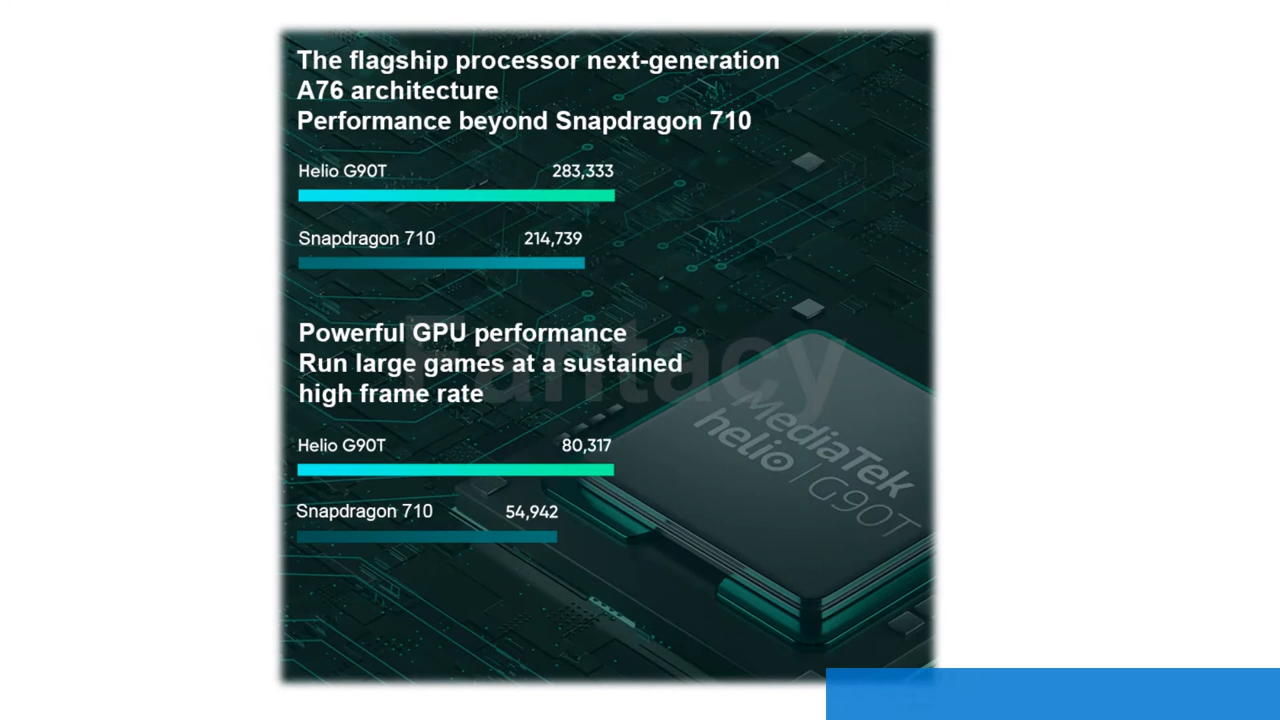 The flagship processor next-generation
A76 architecture
Performance beyond Snapdragon 710
Helio G90T 283,333
Snapdragon 710 214,739
Powerful GPU performance
Run large games at a sustained
high frame rate
Fantacy
Helio G90T 80,317
Snapdragon 710 54,942
MediaTek
helio | G90T